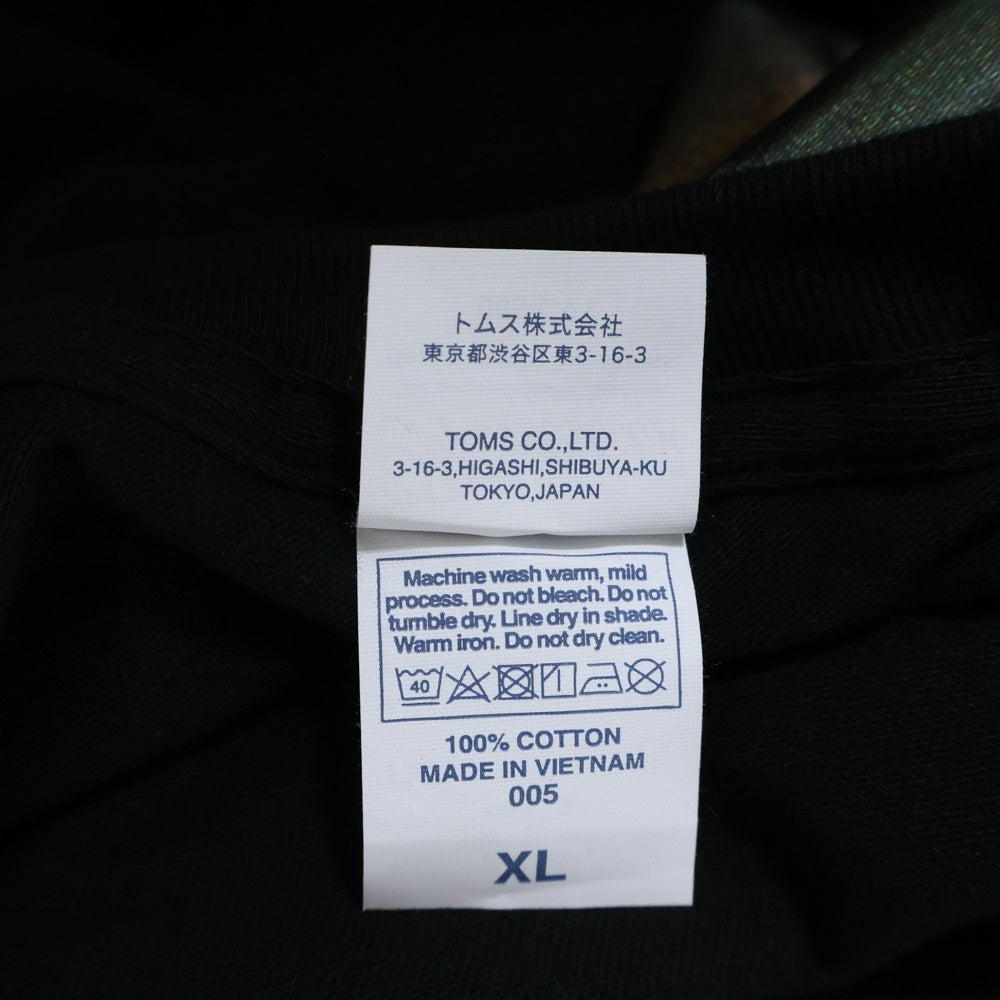 トムス株式会社
東京都渋谷区東3-16-3
TOMS CO.,LTD.
3-16-3,HIGASHI,SHIBUYA-KU
TOKYO,JAPAN
Machine wash warm, mild
process. Do not bleach. Do not
tumble dry. Line dry in shade.
Warm iron. Do not dry clean.
40
100% COTTON
MADE IN VIETNAM
005
XL